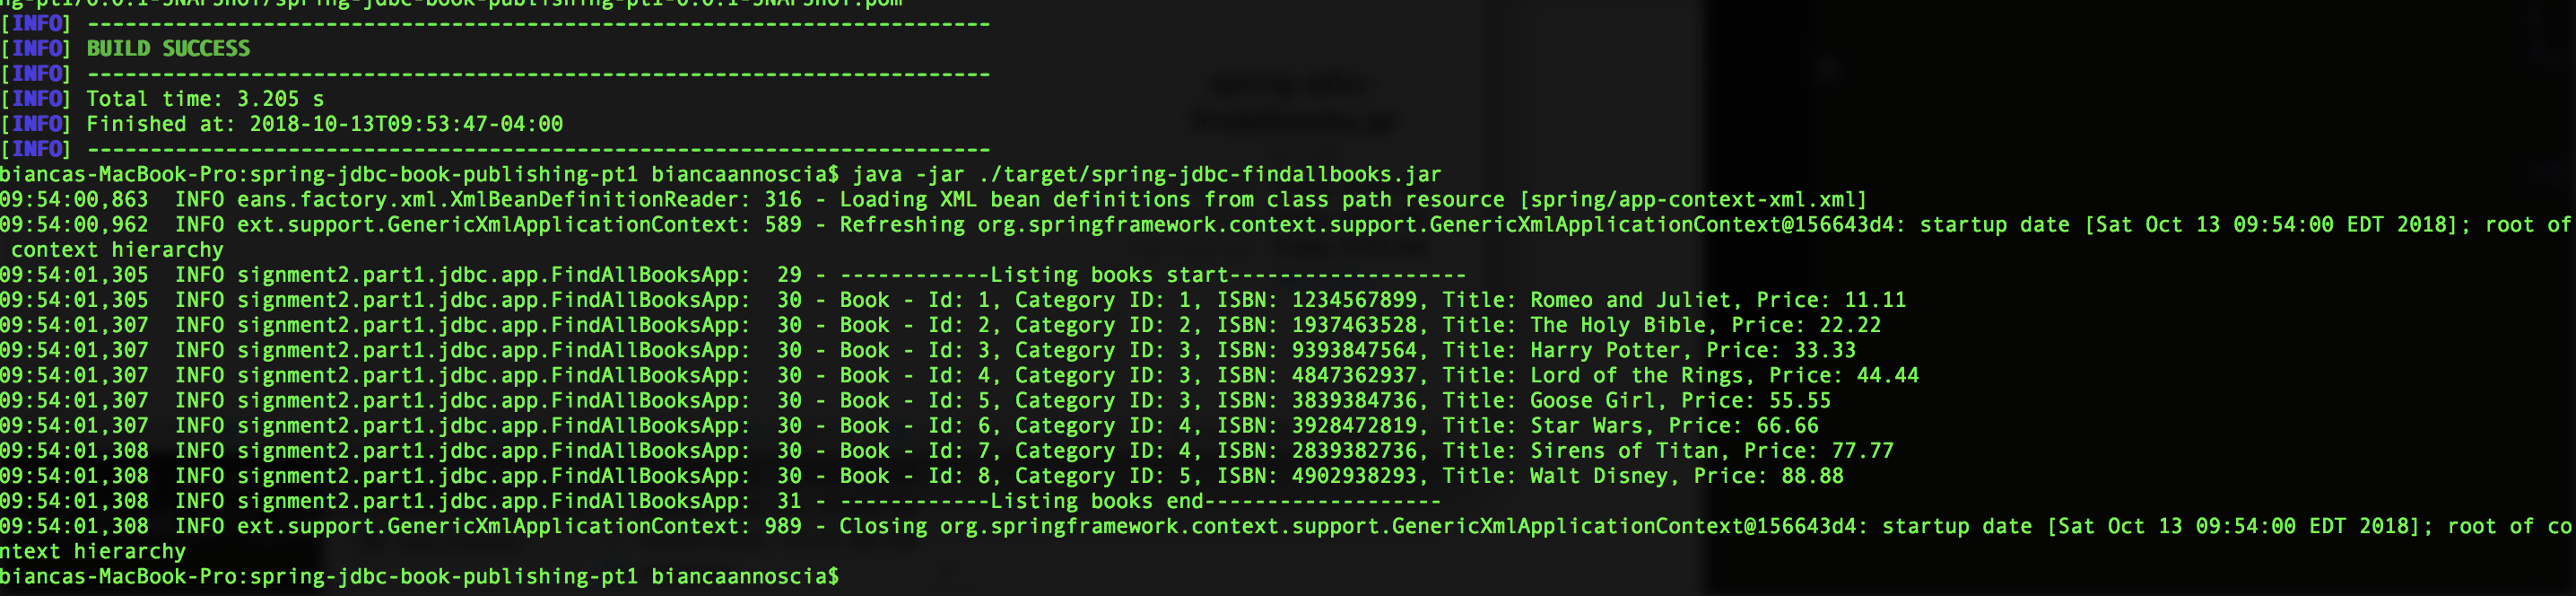 ng-pt1/0.0.1-SNAPSHOT/spring-jdbc-book-publishing-pt1-0.0.1-SNAPSHOT.pom
[INFO] ------------------------------------------------------------------------
[INFO] BUILD SUCCESS
[INFO] ------------------------------------------------------------------------
[INFO] Total time: 3.205 s
[INFO] Finished at: 2018-10-13T09:53:47-04:00
[INFO] ------------------------------------------------------------------------
biancas-MacBook-Pro:spring-jdbc-book-publishing-pt1 biancaannoscia$ java -jar ./target/spring-jdbc-findallbooks.jar
09:54:00,863  INFO eans.factory.xml.XmlBeanDefinitionReader: 316 - Loading XML bean definitions from class path resource [spring/app-context-xml.xml]
09:54:00,962  INFO ext.support.GenericXmlApplicationContext: 589 - Refreshing org.springframework.context.support.GenericXmlApplicationContext@156643d4: startup date [Sat Oct 13 09:54:00 EDT 2018]; root of
 context hierarchy
09:54:01,305  INFO signment2.part1.jdbc.app.FindAllBooksApp:  29 - ------------Listing books start-------------------
09:54:01,305  INFO signment2.part1.jdbc.app.FindAllBooksApp:  30 - Book - Id: 1, Category ID: 1, ISBN: 1234567899, Title: Romeo and Juliet, Price: 11.11
09:54:01,307  INFO signment2.part1.jdbc.app.FindAllBooksApp:  30 - Book - Id: 2, Category ID: 2, ISBN: 1937463528, Title: The Holy Bible, Price: 22.22
09:54:01,307  INFO signment2.part1.jdbc.app.FindAllBooksApp:  30 - Book - Id: 3, Category ID: 3, ISBN: 9393847564, Title: Harry Potter, Price: 33.33
09:54:01,307  INFO signment2.part1.jdbc.app.FindAllBooksApp:  30 - Book - Id: 4, Category ID: 3, ISBN: 4847362937, Title: Lord of the Rings, Price: 44.44
09:54:01,307  INFO signment2.part1.jdbc.app.FindAllBooksApp:  30 - Book - Id: 5, Category ID: 3, ISBN: 3839384736, Title: Goose Girl, Price: 55.55
09:54:01,307  INFO signment2.part1.jdbc.app.FindAllBooksApp:  30 - Book - Id: 6, Category ID: 4, ISBN: 3928472819, Title: Star Wars, Price: 66.66
09:54:01,308  INFO signment2.part1.jdbc.app.FindAllBooksApp:  30 - Book - Id: 7, Category ID: 4, ISBN: 2839382736, Title: Sirens of Titan, Price: 77.77
09:54:01,308  INFO signment2.part1.jdbc.app.FindAllBooksApp:  30 - Book - Id: 8, Category ID: 5, ISBN: 4902938293, Title: Walt Disney, Price: 88.88
09:54:01,308  INFO signment2.part1.jdbc.app.FindAllBooksApp:  31 - ------------Listing books end-------------------
09:54:01,308  INFO ext.support.GenericXmlApplicationContext: 989 - Closing org.springframework.context.support.GenericXmlApplicationContext@156643d4: startup date [Sat Oct 13 09:54:00 EDT 2018]; root of co
ntext hierarchy
biancas-MacBook-Pro:spring-jdbc-book-publishing-pt1 biancaannoscia$